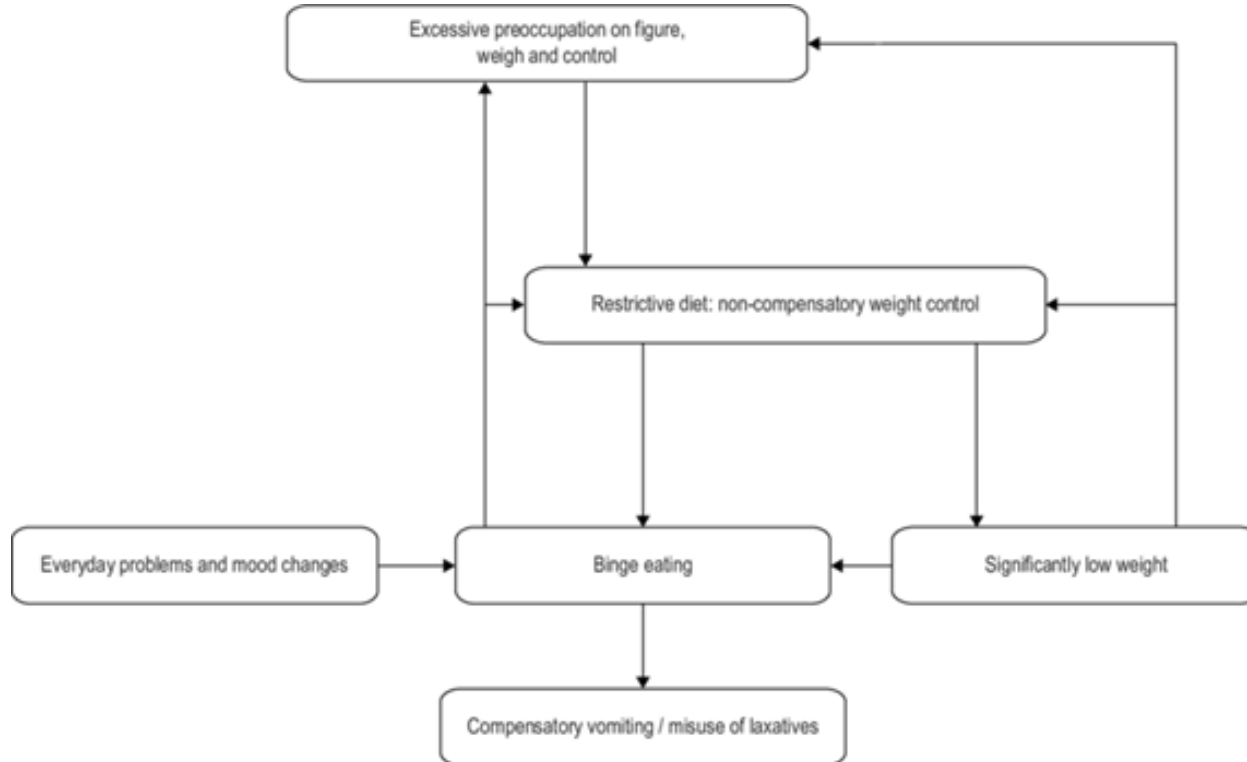 Excessive preoccupation on figure,
weigh and control
Restrictive diet: non-compensatory weight control
Everyday problems and mood changes
Binge eating
Significantly low weight
Compensatory vomiting / misuse of laxatives